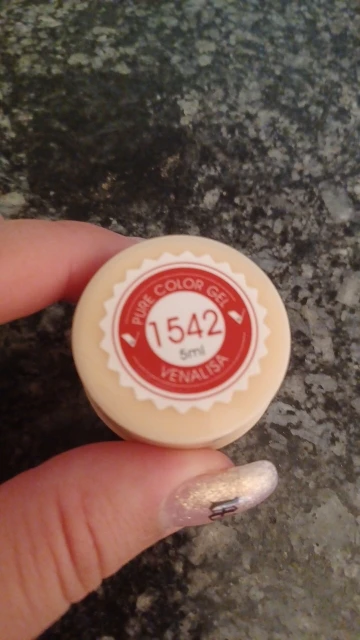 PURE COLOR GEL
1542
5ml
VENALISA